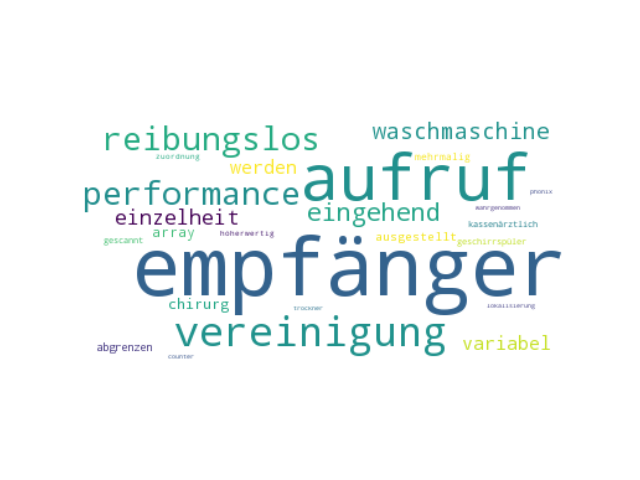 reibungslos
waschmaschine
zuordnung
mehrmalig
werden
aufruf
performance
phonix
wahrgenommen
einzelheit
eingehend
kassenärztlich
array
höherwertig
gescannt
ausgestellt
geschirrspüler
empfänger
chirurg
trockner
lokalisierung
vereinigung
variabel
abgrenzen
counter